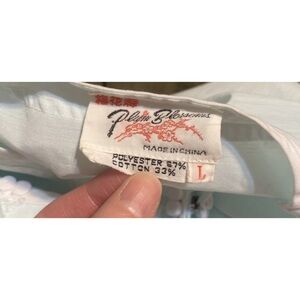 梅花牌
Plum Blossoms
MADE IN CHINA
POLYESTER 67%
COTTON 33%
L